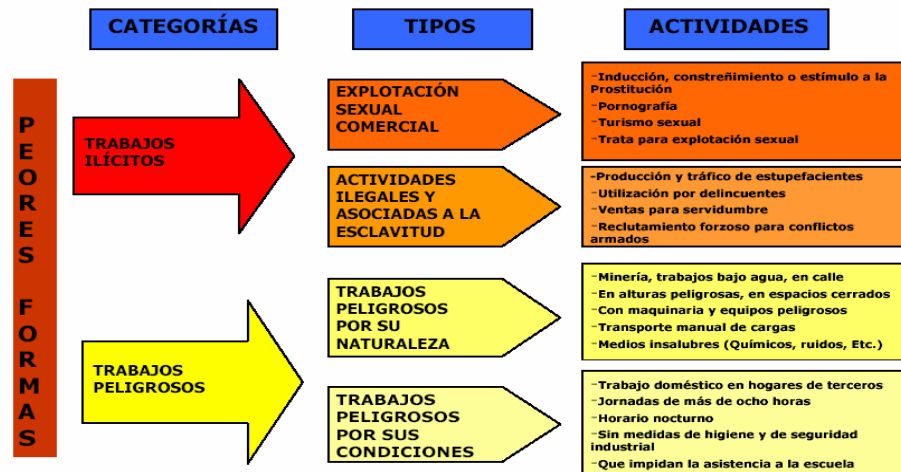 CATEGORÍAS
TIPOS
ACTIVIDADES
PEORES FORMAS
TRABAJOS
ILÍCITOS
EXPLOTACIÓN
SEXUAL
COMERCIAL
-Inducción, constreñimiento o estímulo a la
Prostitución
-Pornografía
-Turismo sexual
-Trata para explotación sexual
ACTIVIDADES
ILEGALES Y
ASOCIADAS A LA
ESCLAVITUD
-Producción y tráfico de estupefacientes
-Utilización por delincuentes
-Ventas para servidumbre
-Reclutamiento forzoso para conflictos
armados
TRABAJOS
PELIGROSOS
TRABAJOS
PELIGROSOS
POR SU
NATURALEZA
-Minería, trabajos bajo agua, en calle
-En alturas peligrosas, en espacios cerrados
-Con maquinaria y equipos peligrosos
-Transporte manual de cargas
-Medios insalubres (Químicos, ruidos, Etc.)
TRABAJOS
PELIGROSOS
POR SUS
CONDICIONES
-Trabajo doméstico en hogares de terceros
-Jornadas de más de ocho horas
-Horario nocturno
-Sin medidas de higiene y de seguridad
industrial
-Que impidan la asistencia a la escuela